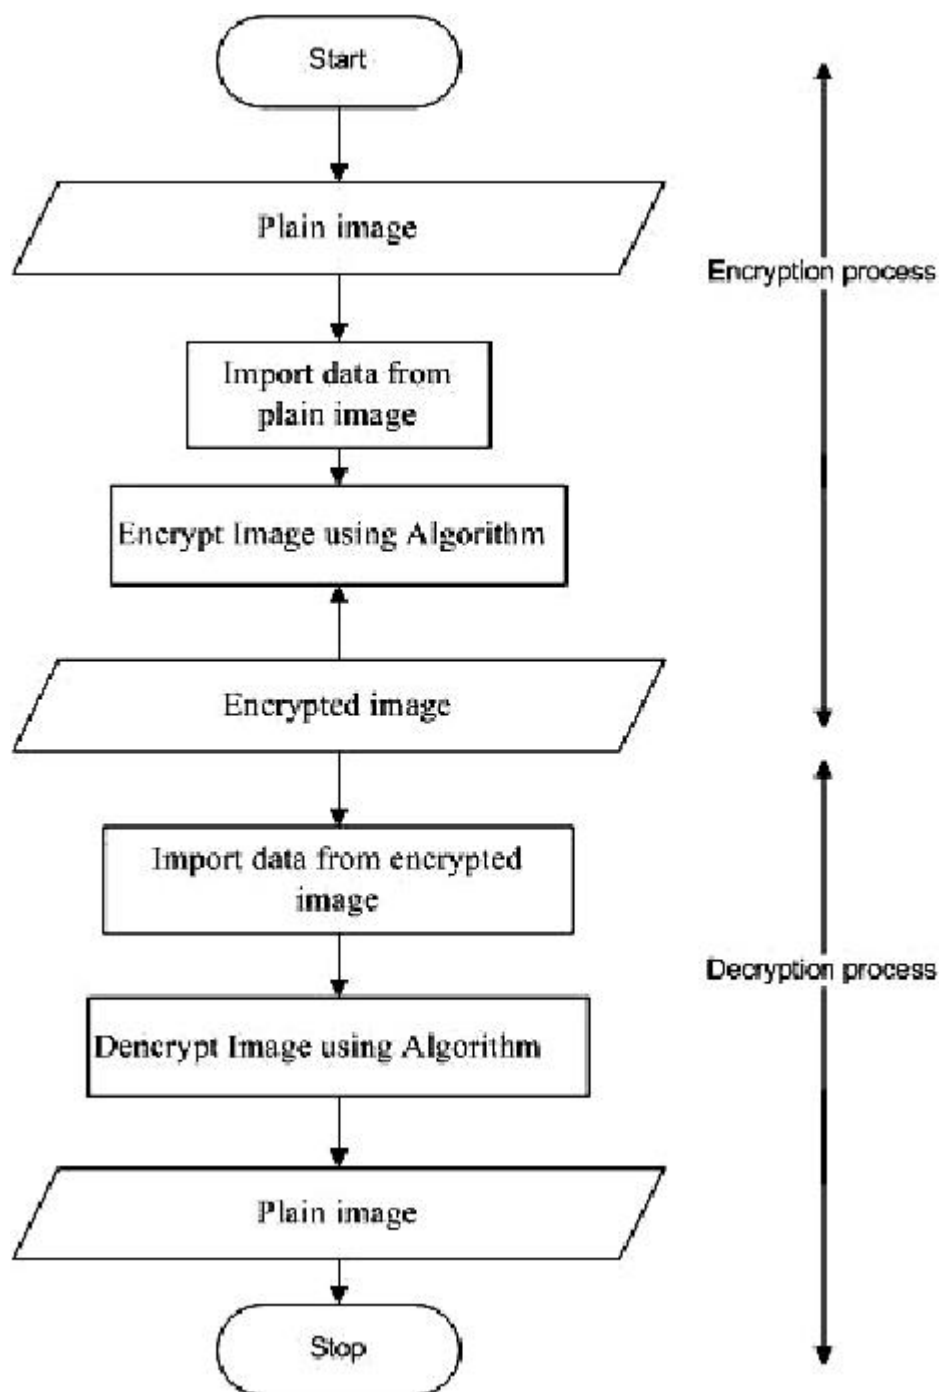 Start
Plain image
Encryption process
Import data from
plain image
Encrypt Image using Algorithm
Encrypted image
Import data from encrypted
image
Decryption process
Dencrypt Image using Algorithm
Plain image
Stop